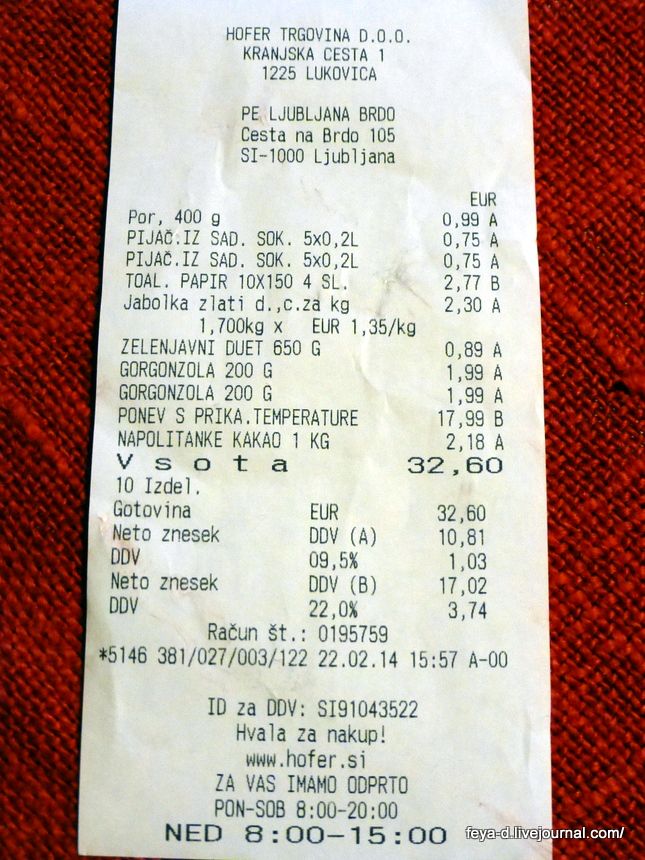 HOFER TRGOVINA D.O.O.
KRANJSKA CESTA 1
1225 LUKOVICA
PE LJUBLJANA BRDO
Cesta na Brdo 105
SI-1000 Ljubljana
EUR
Por, 400 g 0,99 A
PIJAČ.IZ SAD. SOK. 5x0,2L 0,75 A
PIJAČ.IZ SAD. SOK. 5x0,2L 0,75 A
TOAL. PAPIR 10X150 4 SL. 2,77 B
Jabolka zlati d.,c.za kg 2,30 A
1,700kg x EUR 1,35/kg
ZELENJAVNI DUET 650 G 0,89 A
GORGONZOLA 200 G 1,99 A
GORGONZOLA 200 G 1,99 A
PONEV S PRIKA.TEMPERATURE 17,99 B
NAPOLITANKE KAKAO 1 KG 2,18 A
Vsota 32,60
10 Izdel.
Gotovina EUR 32,60
Neto znesek DDV (A) 10,81
DDV 09,5% 1,03
Neto znesek DDV (B) 17,02
DDV 22,0% 3,74
Račun št.: 0195759
*5146 381/027/003/122 22.02.14 15:57 A-00
ID za DDV: SI91043522
Hvala za nakup!
www.hofer.si
ZA VAS IMAMO ODPRTO
PON-SOB 8:00-20:00
NED 8:00-15:00
feya-d.livejournal.com/